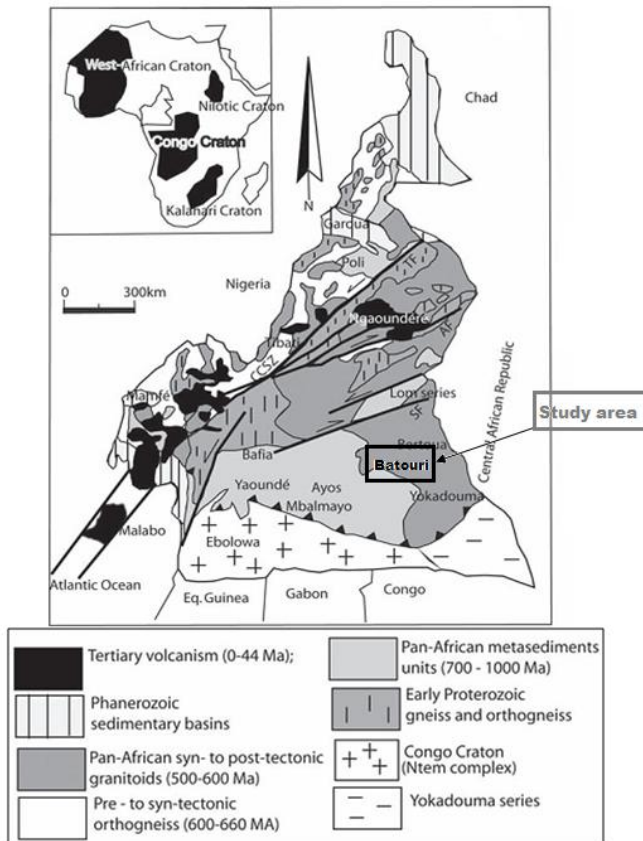 West-African Craton
Nilotic Craton
Congo Craton
Kalanari Craton
N
Chad
Garoua
Poli
TF
Nigeria
0 300km
Ngaoundéré
Tibati
CCSZ
AF
Mamfé
Lom series
SF
Central African Republic
Study area
Bertoua
Bafia
Batouri
Yaoundé
Ayos
Yokadouma
Mbalmayo
Malabo
Ebolowa
Atlantic Ocean
Eq. Guinea
Gabon
Congo
Tertiary volcanism (0-44 Ma);
Phanerozoic
sedimentary basins
Pan-African syn- to post-tectonic
granitoids (500-600 Ma)
Pre - to syn-tectonic
orthogneiss (600-660 MA)
Pan-African metasediments
units (700 - 1000 Ma)
Early Proterozoic
gneiss and orthogneiss
Congo Craton
(Ntem complex)
Yokadouma series